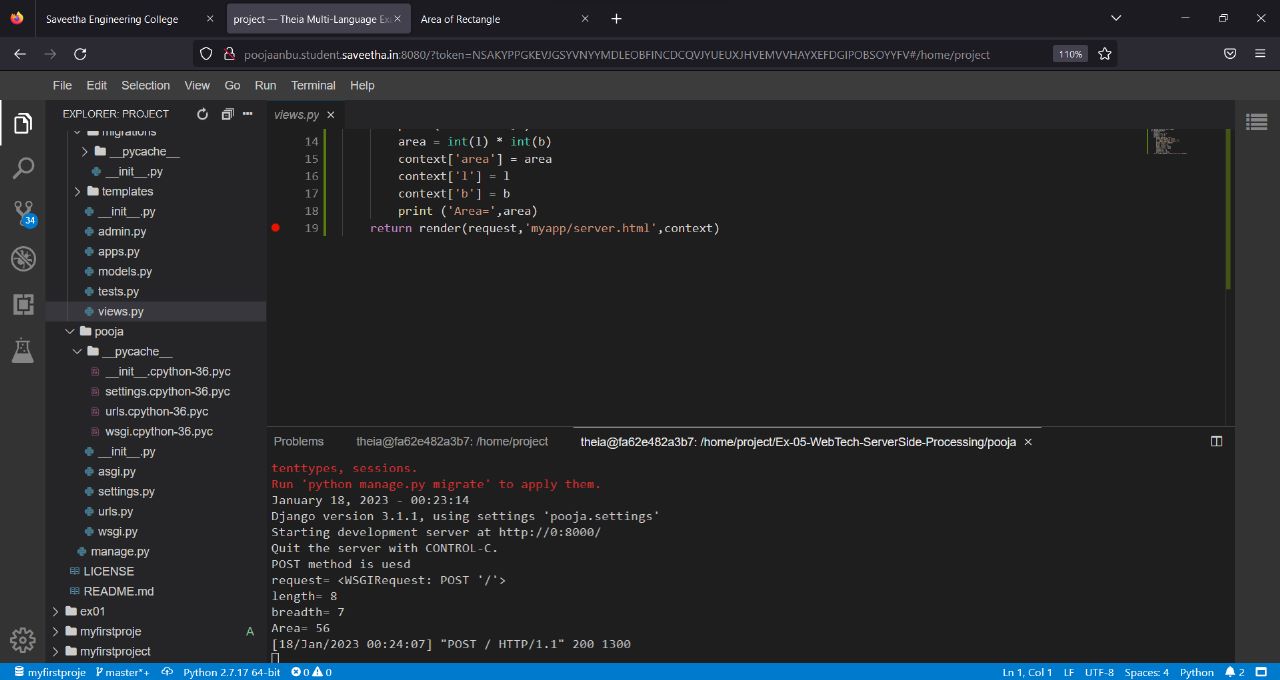 Saveetha Engineering College
project — Theia Multi-Language Ex
Area of Rectangle
poojaanbu.student.saveetha.in:8080/?token=NSAKYPPGKEVJGSYVNYYMDLEOBFINCDCQVJYUEUXJHVEMVVHAYXEFDGIPOBSOYYFV#/home/project
110%
File Edit Selection View Go Run Terminal Help
EXPLORER: PROJECT
migrations
__pycache__
__init__.py
templates
__init__.py
admin.py
apps.py
models.py
tests.py
views.py
pooja
__pycache__
__init__.cpython-36.pyc
settings.cpython-36.pyc
urls.cpython-36.pyc
wsgi.cpython-36.pyc
__init__.py
asgi.py
settings.py
urls.py
wsgi.py
manage.py
LICENSE
README.md
ex01
myfirstproje A
myfirstproject
34
views.py
14 area = int(l) * int(b)
15 context['area'] = area
16 context['l'] = l
17 context['b'] = b
18 print ('Area=',area)
19 return render(request,'myapp/server.html',context)
Problems theia@fa62e482a3b7: /home/project theia@fa62e482a3b7: /home/project/Ex-05-WebTech-ServerSide-Processing/pooja
tenttypes, sessions.
Run 'python manage.py migrate' to apply them.
January 18, 2023 - 00:23:14
Django version 3.1.1, using settings 'pooja.settings'
Starting development server at http://0:8000/
Quit the server with CONTROL-C.
POST method is uesd
request= <WSGIRequest: POST '/'>
length= 8
breadth= 7
Area= 56
[18/Jan/2023 00:24:07] "POST / HTTP/1.1" 200 1300
myfirstproje master*+ Python 2.7.17 64-bit 0 0 Ln 1, Col 1 LF UTF-8 Spaces: 4 Python 2